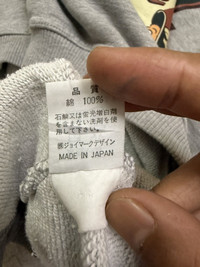 品質
綿 100%
石鹸又は蛍光増白剤
を含まない洗剤を使
用して下さい。
㈱ジョイマークデザイン
MADE IN JAPAN